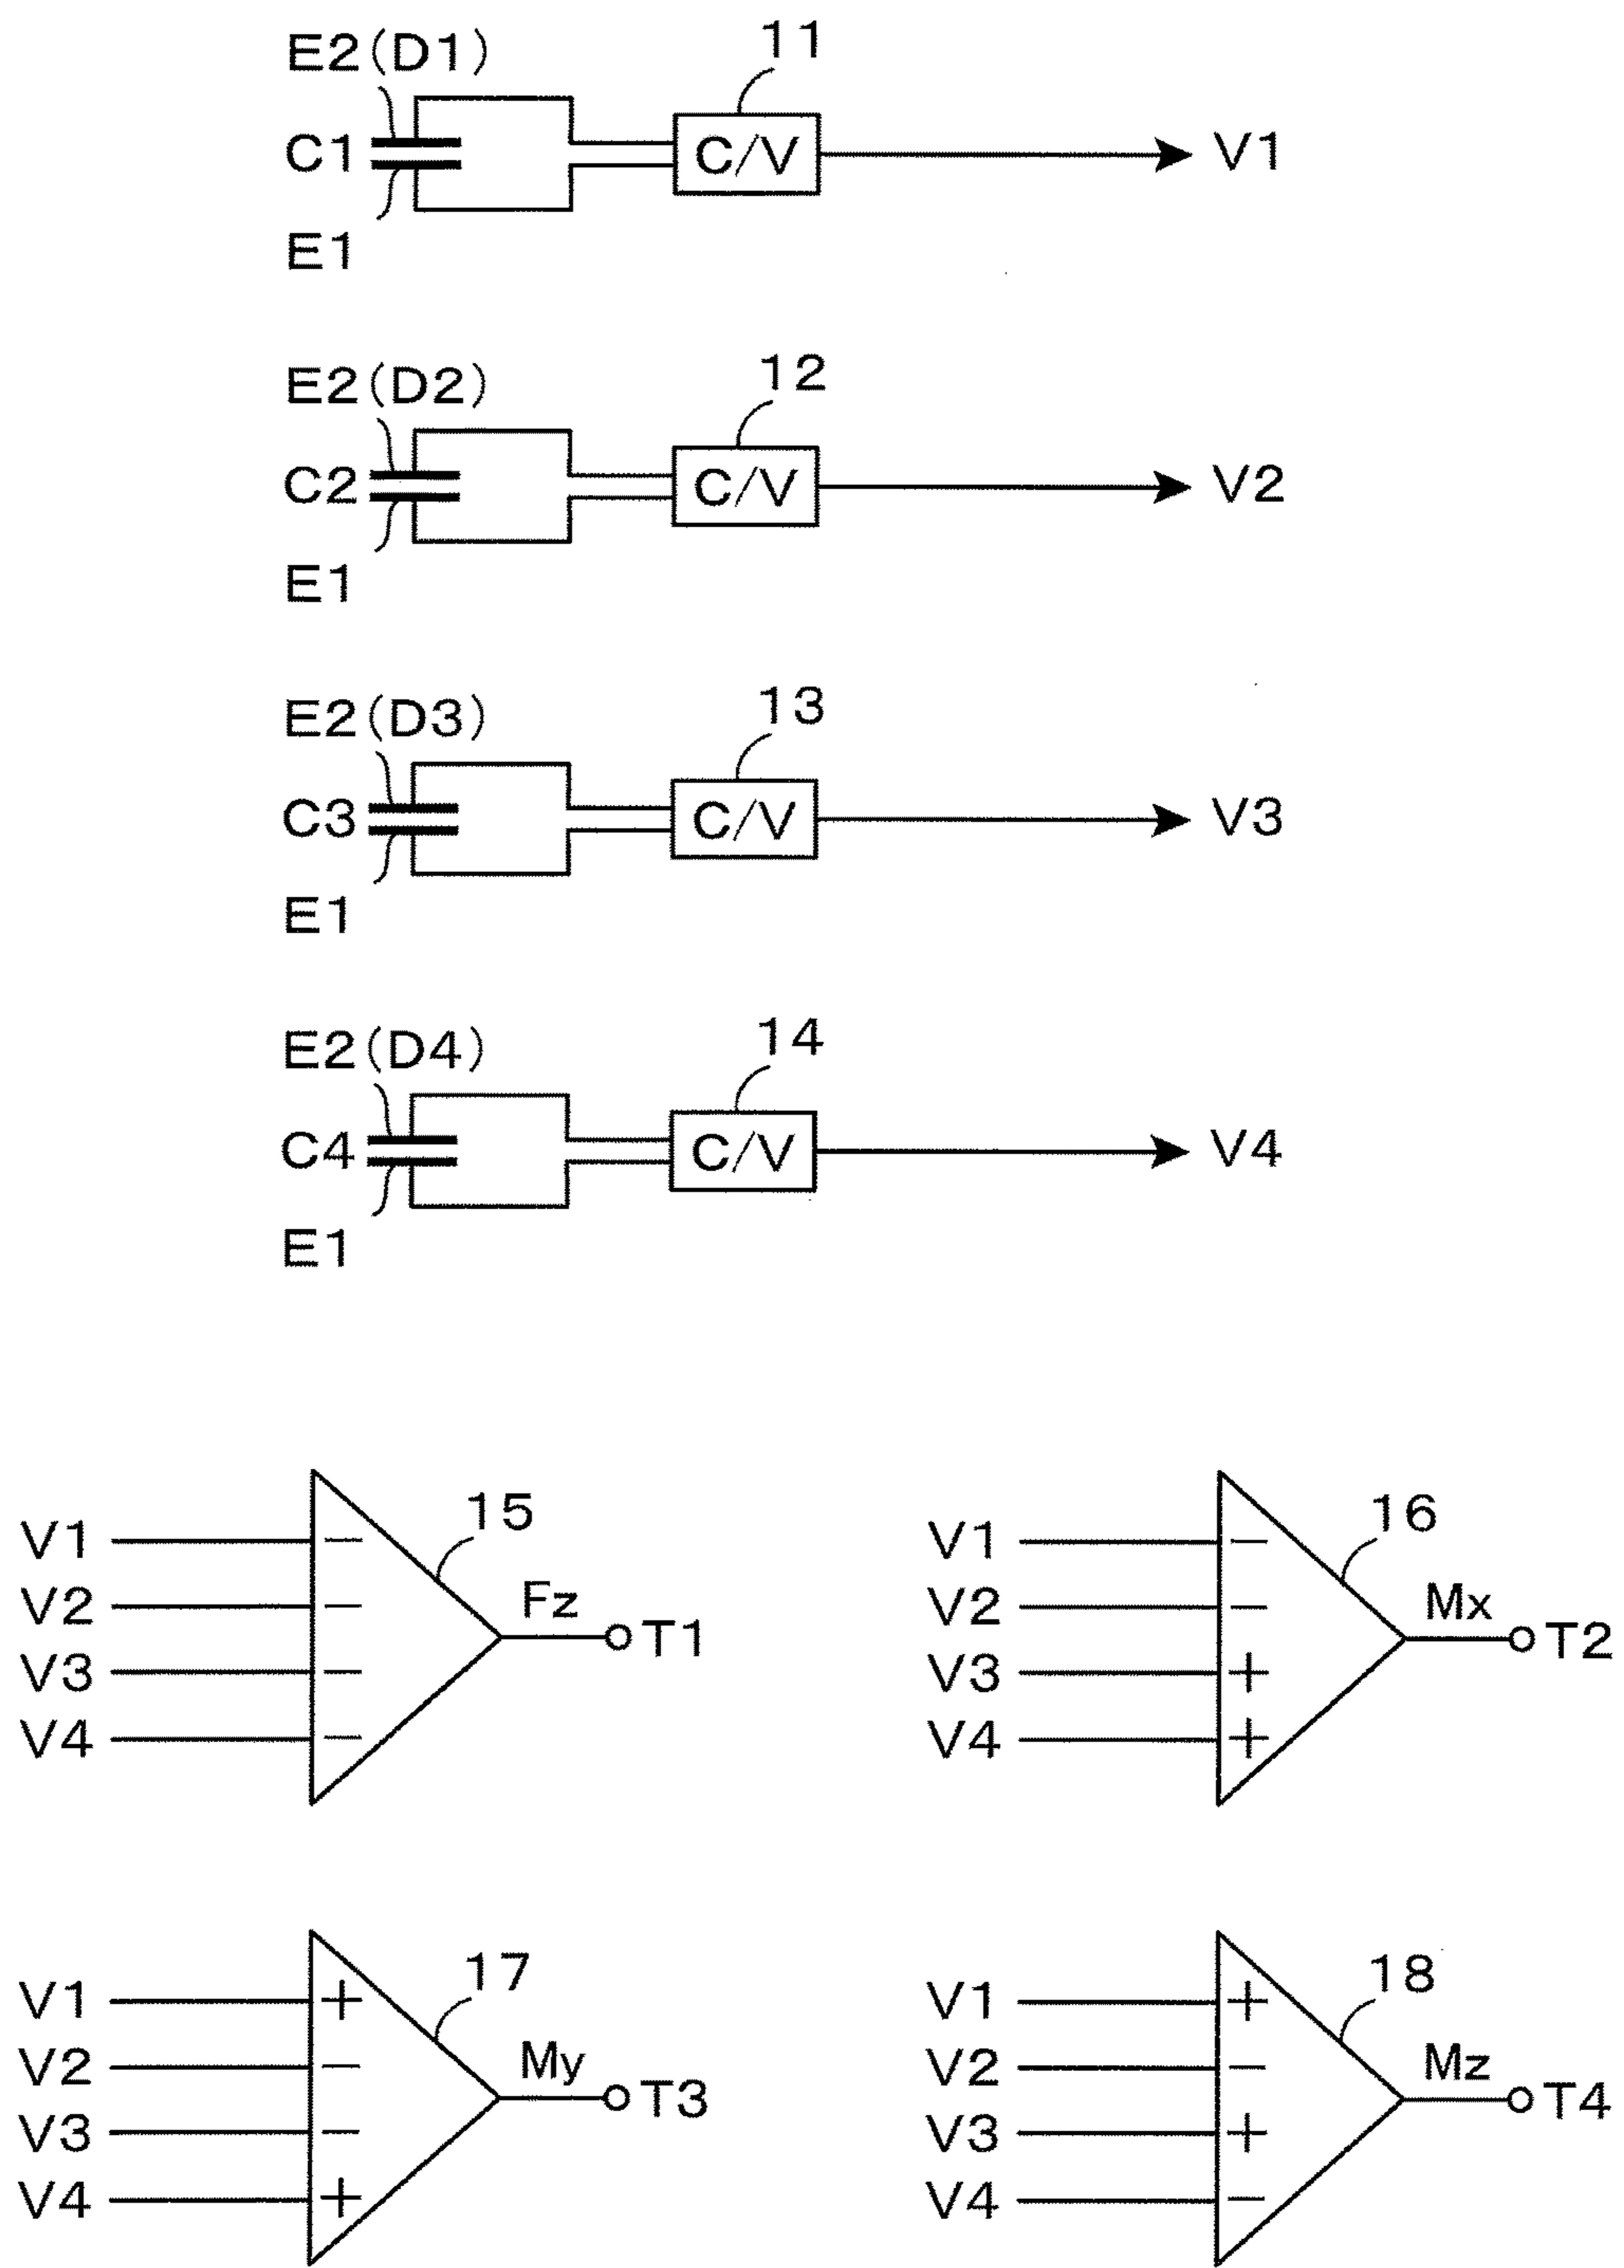 E2(D1) 11
C1 C/V V1
E1
E2(D2) 12
C2 C/V V2
E1
E2(D3) 13
C3 C/V V3
E1
E2(D4) 14
C4 C/V V4
E1
15
V1 −
V2 − Fz
T1
V3 −
V4 −
16
V1 −
V2 − Mx
T2
V3 +
V4 +
17
V1 +
V2 − My
T3
V3 −
V4 +
18
V1 +
V2 − Mz
T4
V3 +
V4 −